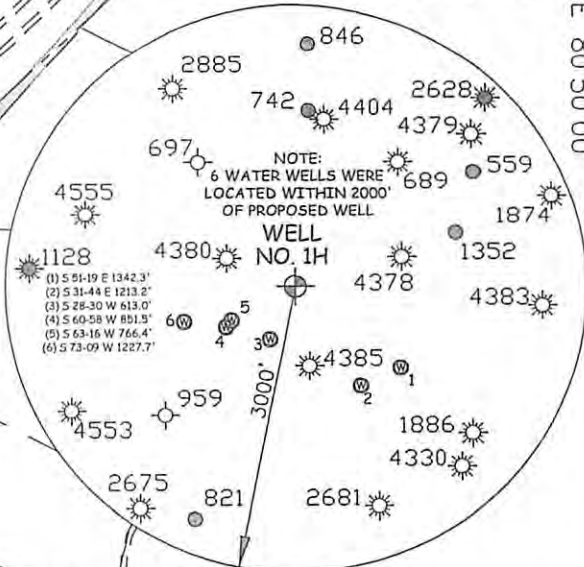 E 80 50 00
846
2885
2628
742
4404
4379
697
NOTE:
6 WATER WELLS WERE
LOCATED WITHIN 2000'
OF PROPOSED WELL
689
559
1874
4555
WELL
NO. 1H
1352
1128
4380
4378
4383
(1) S 51-19 E 1342.3'
(2) S 31-44 E 1213.2'
(3) S 28-30 W 613.0'
(4) S 60-58 W 851.5'
(5) S 63-16 W 766.4'
(6) S 73-09 W 1227.7'
6 W
W 5
4 W
3 W
4385
W 1
W 2
3000'
959
4553
1886
4330
2675
821
2681